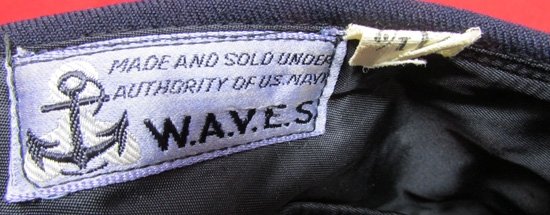 MADE AND SOLD UNDER
AUTHORITY OF U.S. NAVY
W.A.V.E.S